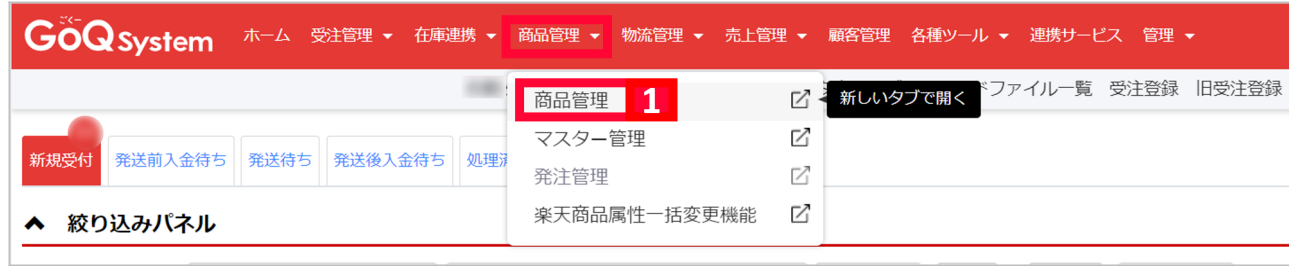 ごくー
GoQSystem ホーム 受注管理 在庫連携 商品管理 物流管理 売上管理 顧客管理 各種ツール 連携サービス 管理
商品管理 1 新しいタブで開く ファイル一覧 受注登録 旧受注登録
マスター管理
新規受付 発送前入金待ち 発送待ち 発送後入金待ち 処理済
発注管理
楽天商品属性一括変更機能
絞り込みパネル